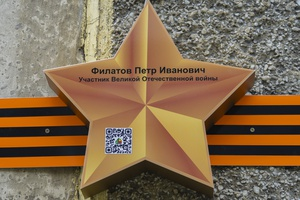 Филатов Петр Иванович
Участник Великой Отечественной войны